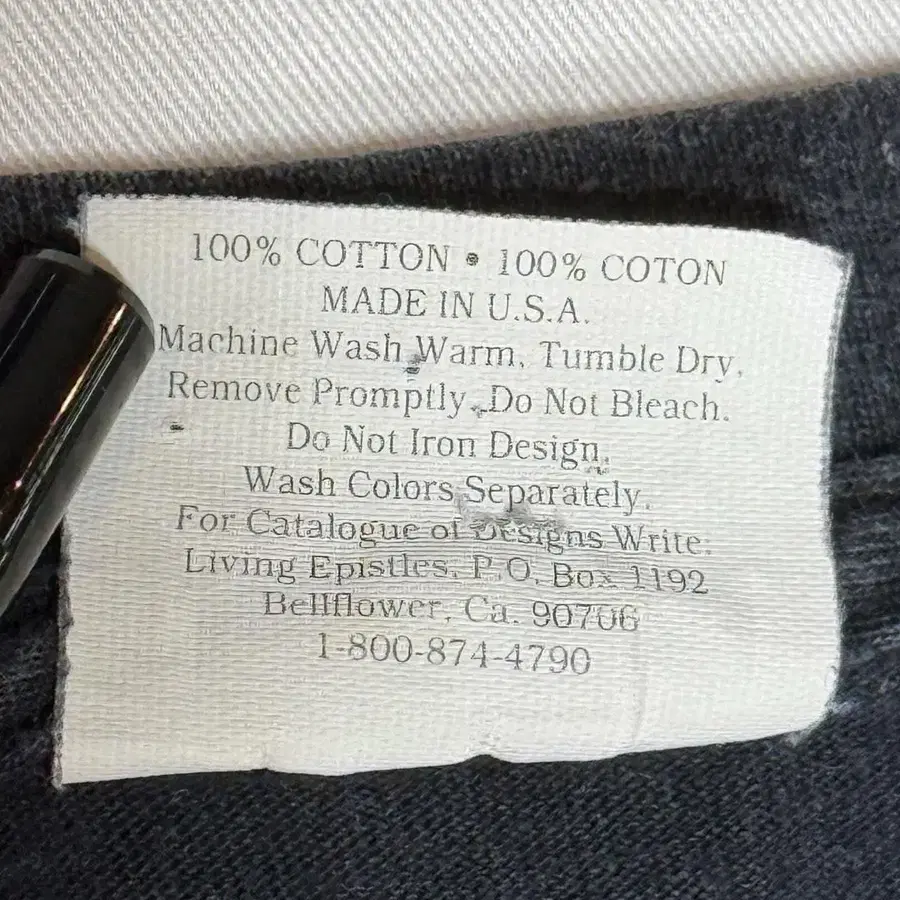 100% COTTON • 100% COTON
MADE IN U.S.A.
Machine Wash Warm, Tumble Dry,
Remove Promptly, Do Not Bleach.
Do Not Iron Design,
Wash Colors Separately.
For Catalogue of Designs Write:
Living Epistles, P.O. Box 1192
Bellflower, Ca. 90706
1-800-874-4790